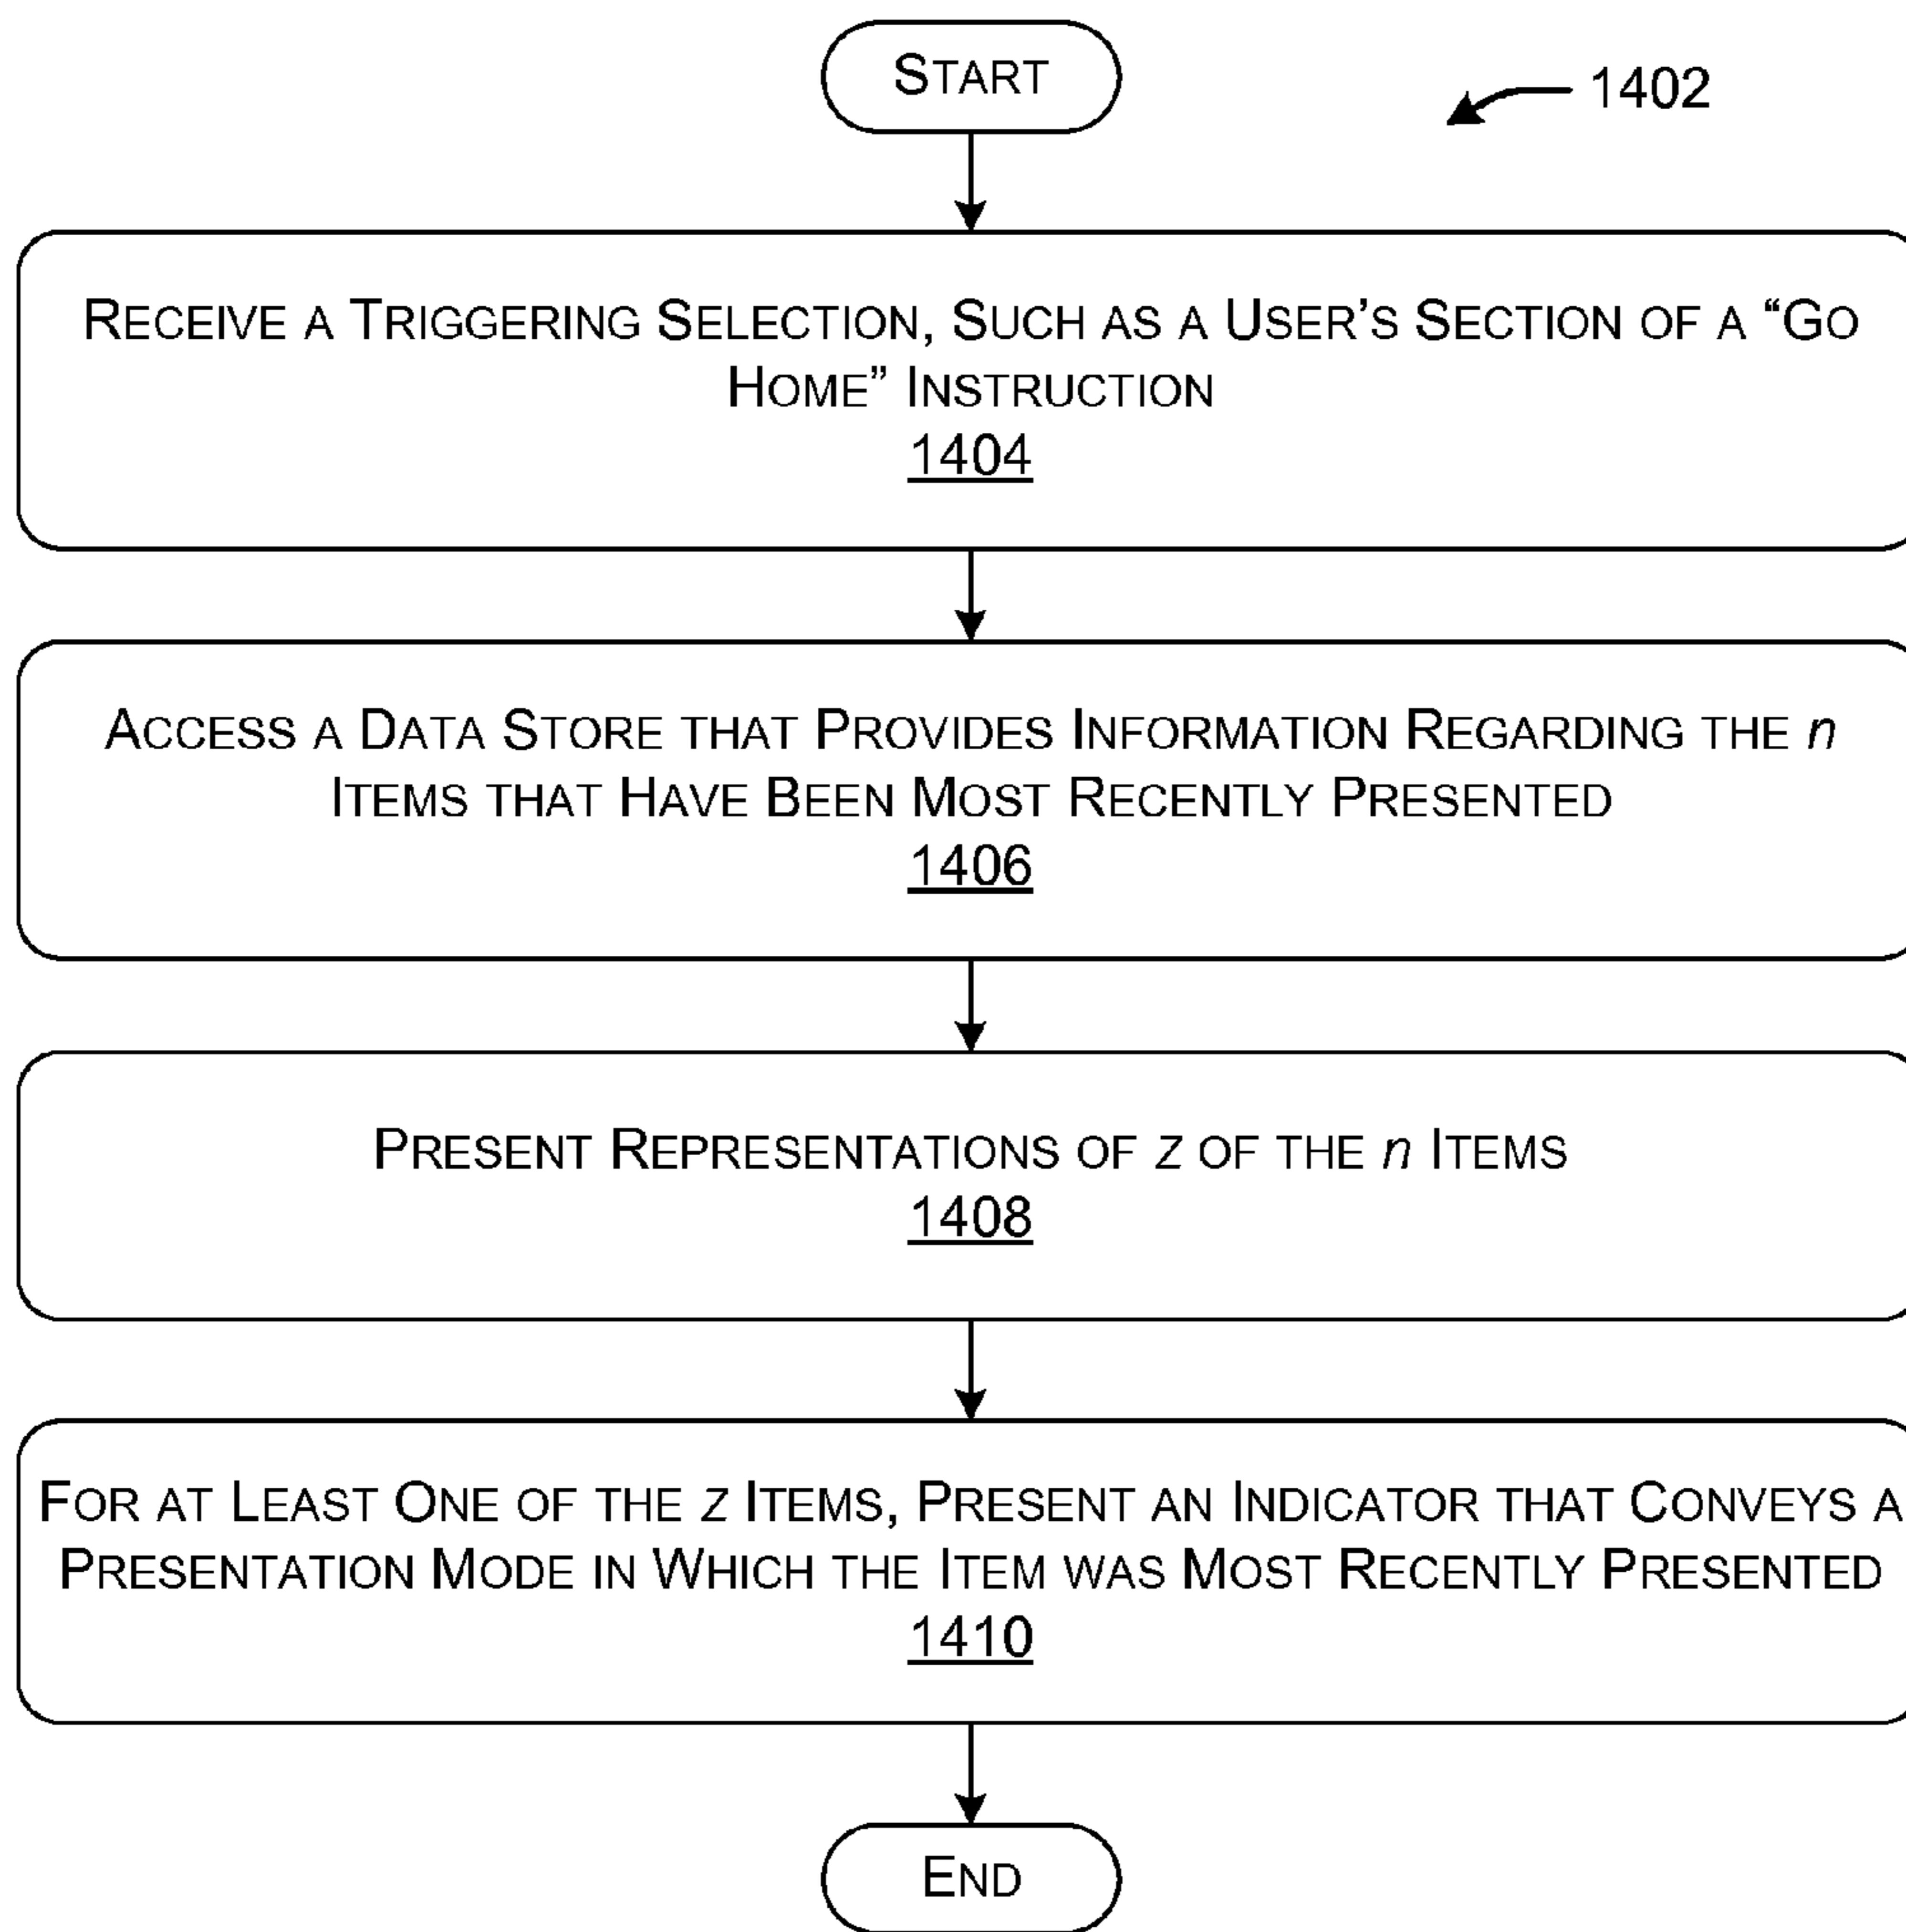 START
1402
RECEIVE A TRIGGERING SELECTION, SUCH AS A USER'S SECTION OF A “GO
HOME” INSTRUCTION
1404
ACCESS A DATA STORE THAT PROVIDES INFORMATION REGARDING THE n
ITEMS THAT HAVE BEEN MOST RECENTLY PRESENTED
1406
PRESENT REPRESENTATIONS OF z OF THE n ITEMS
1408
FOR AT LEAST ONE OF THE z ITEMS, PRESENT AN INDICATOR THAT CONVEYS A
PRESENTATION MODE IN WHICH THE ITEM WAS MOST RECENTLY PRESENTED
1410
END